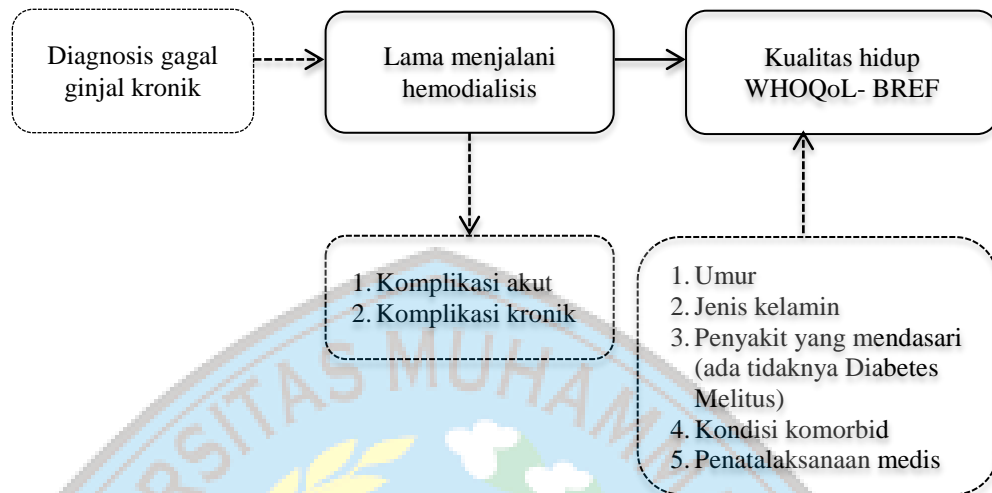 Diagnosis gagal
ginjal kronik
Lama menjalani
hemodialisis
Kualitas hidup
WHOQoL- BREF
1. Komplikasi akut
2. Komplikasi kronik
1. Umur
2. Jenis kelamin
3. Penyakit yang mendasari
(ada tidaknya Diabetes
Melitus)
4. Kondisi komorbid
5. Penatalaksanaan medis